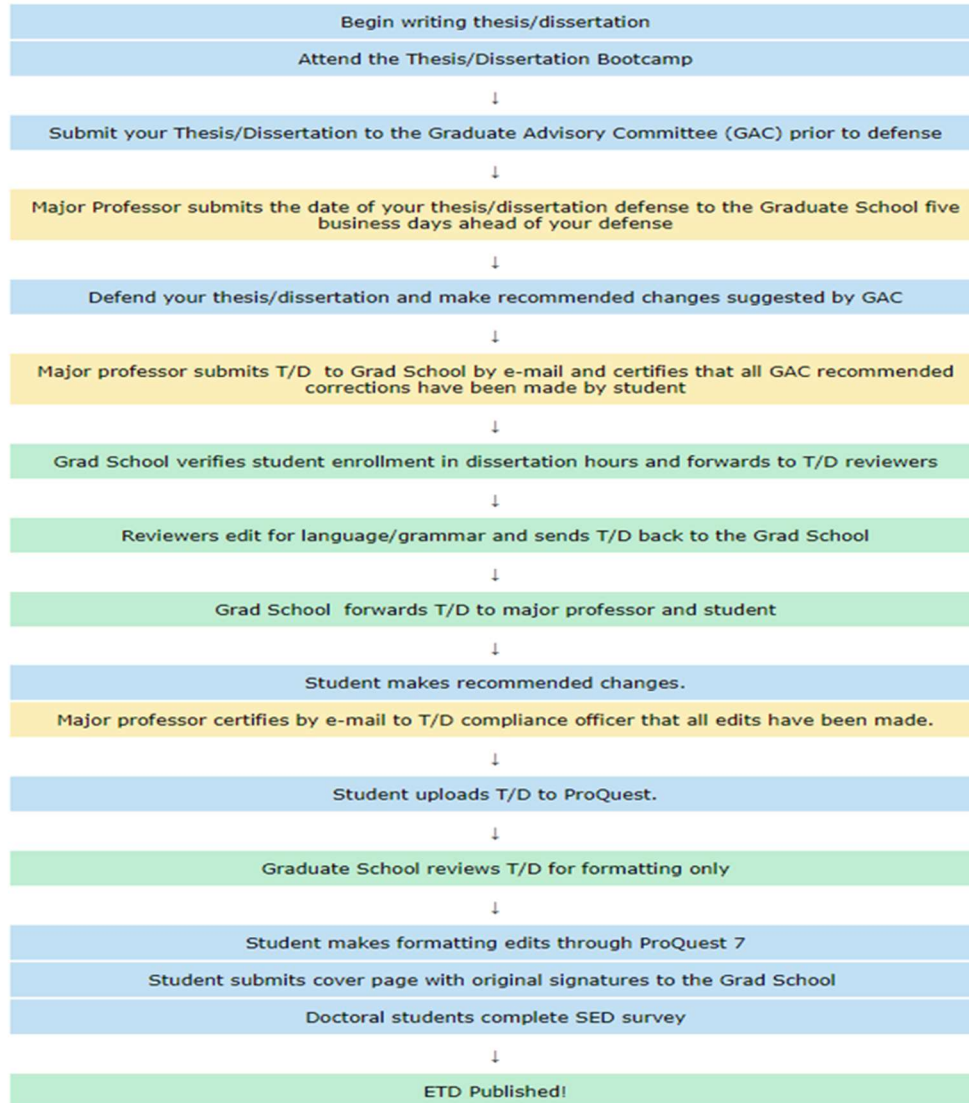 Begin writing thesis/dissertation
Attend the Thesis/Dissertation Bootcamp
↓
Submit your Thesis/Dissertation to the Graduate Advisory Committee (GAC) prior to defense
↓
Major Professor submits the date of your thesis/dissertation defense to the Graduate School five
business days ahead of your defense
↓
Defend your thesis/dissertation and make recommended changes suggested by GAC
↓
Major professor submits T/D to Grad School by e-mail and certifies that all GAC recommended
corrections have been made by student
↓
Grad School verifies student enrollment in dissertation hours and forwards to T/D reviewers
↓
Reviewers edit for language/grammar and sends T/D back to the Grad School
↓
Grad School forwards T/D to major professor and student
↓
Student makes recommended changes.
Major professor certifies by e-mail to T/D compliance officer that all edits have been made.
↓
Student uploads T/D to ProQuest.
↓
Graduate School reviews T/D for formatting only
↓
Student makes formatting edits through ProQuest 7
Student submits cover page with original signatures to the Grad School
Doctoral students complete SED survey
↓
ETD Published!